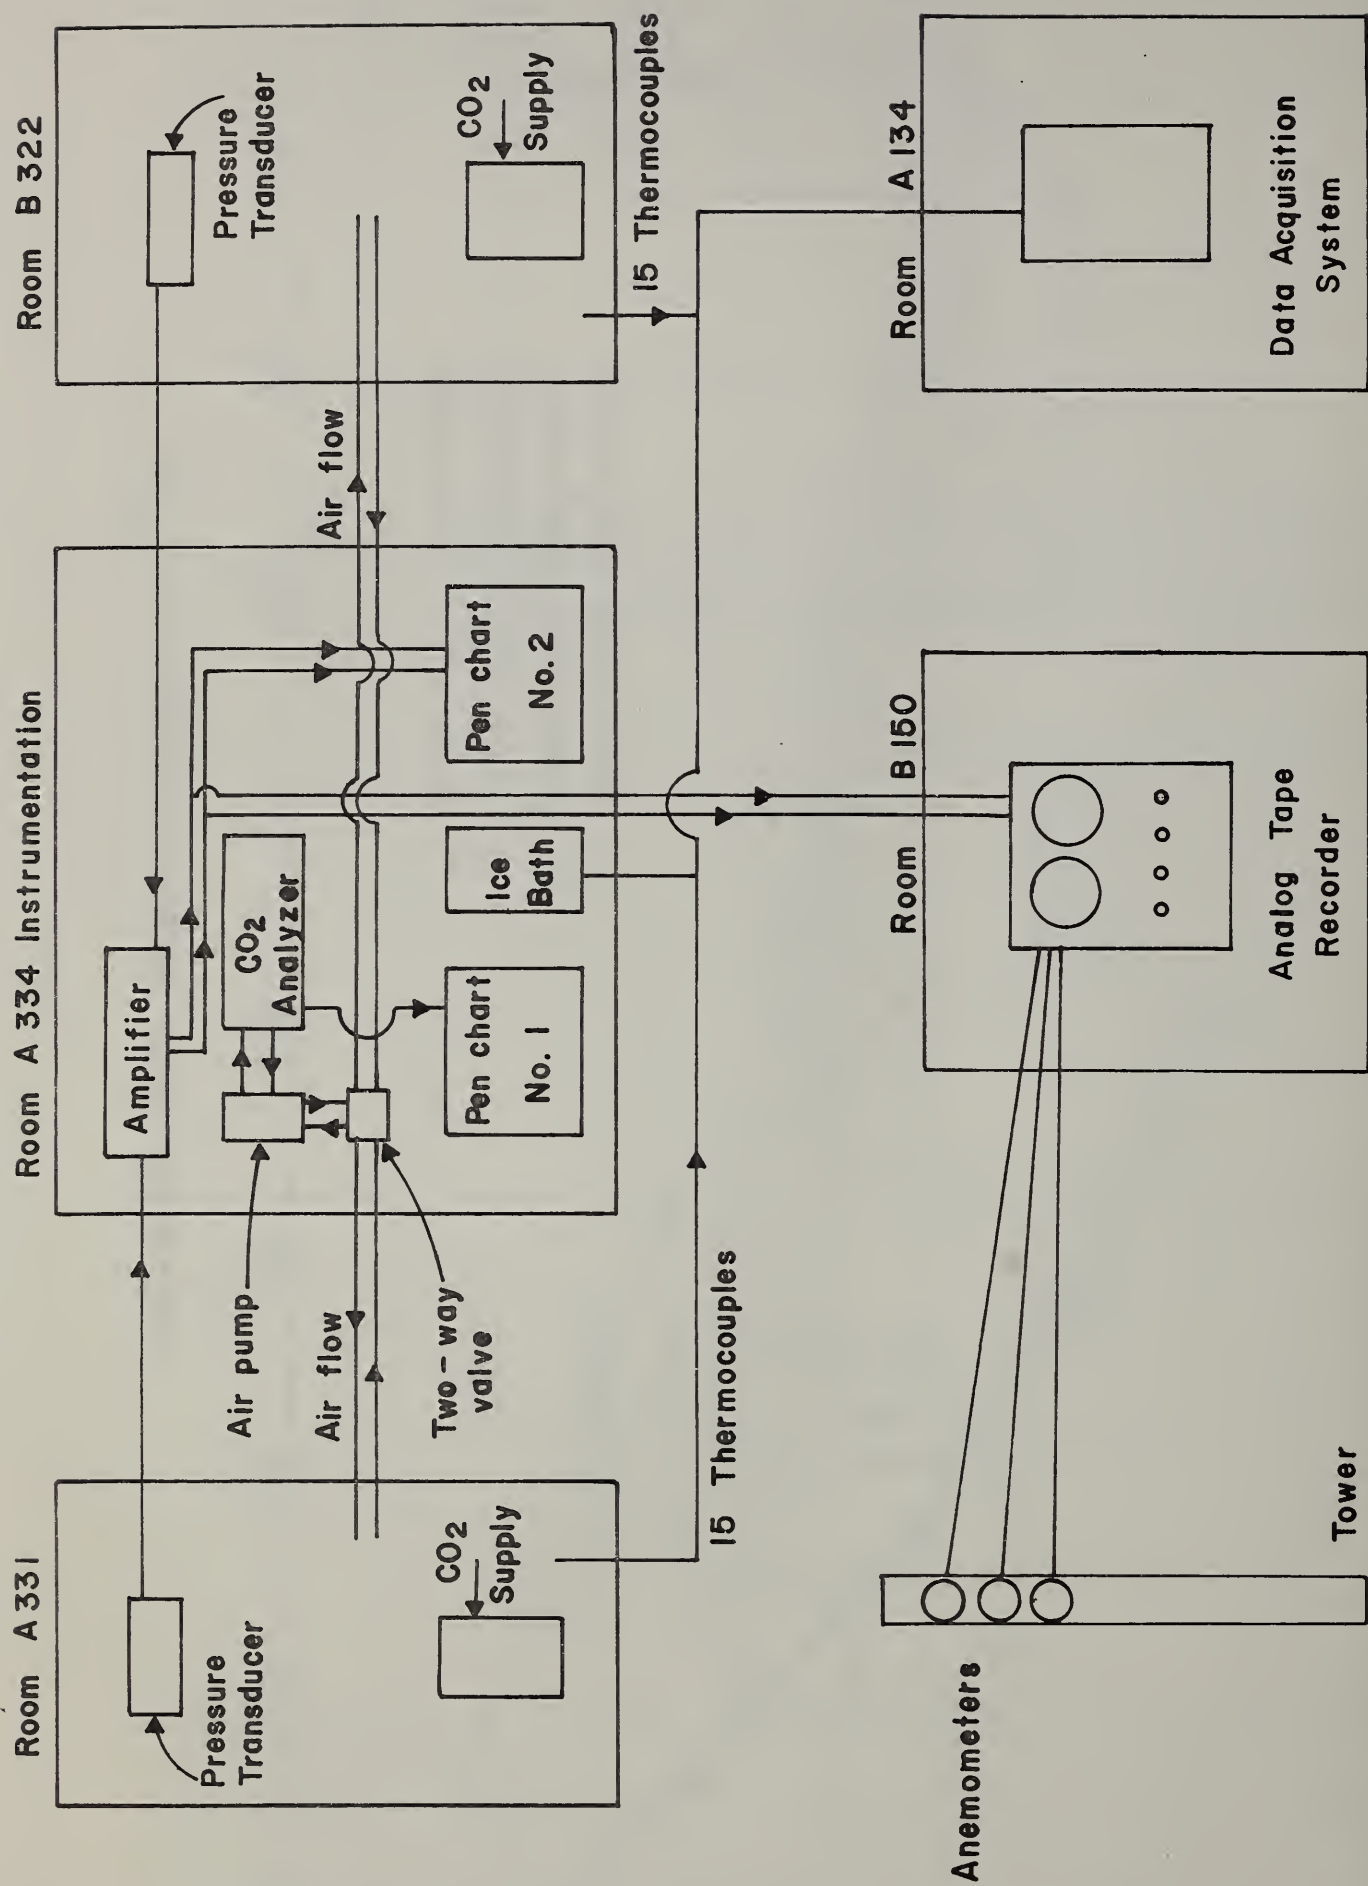 Room A 331
Pressure
Transducer
CO2
Supply
15 Thermocouples
Room A 334 Instrumentation
Amplifier
CO2
Analyzer
Air pump
Air flow
Two-way
valve
Pen chart
No. 1
Ice
Bath
Pen chart
No. 2
Air flow
Room B 322
Pressure
Transducer
CO2
Supply
15 Thermocouples
Anemometers
Tower
Room B 150
Analog Tape
Recorder
Room A 134
Data Acquisition
System